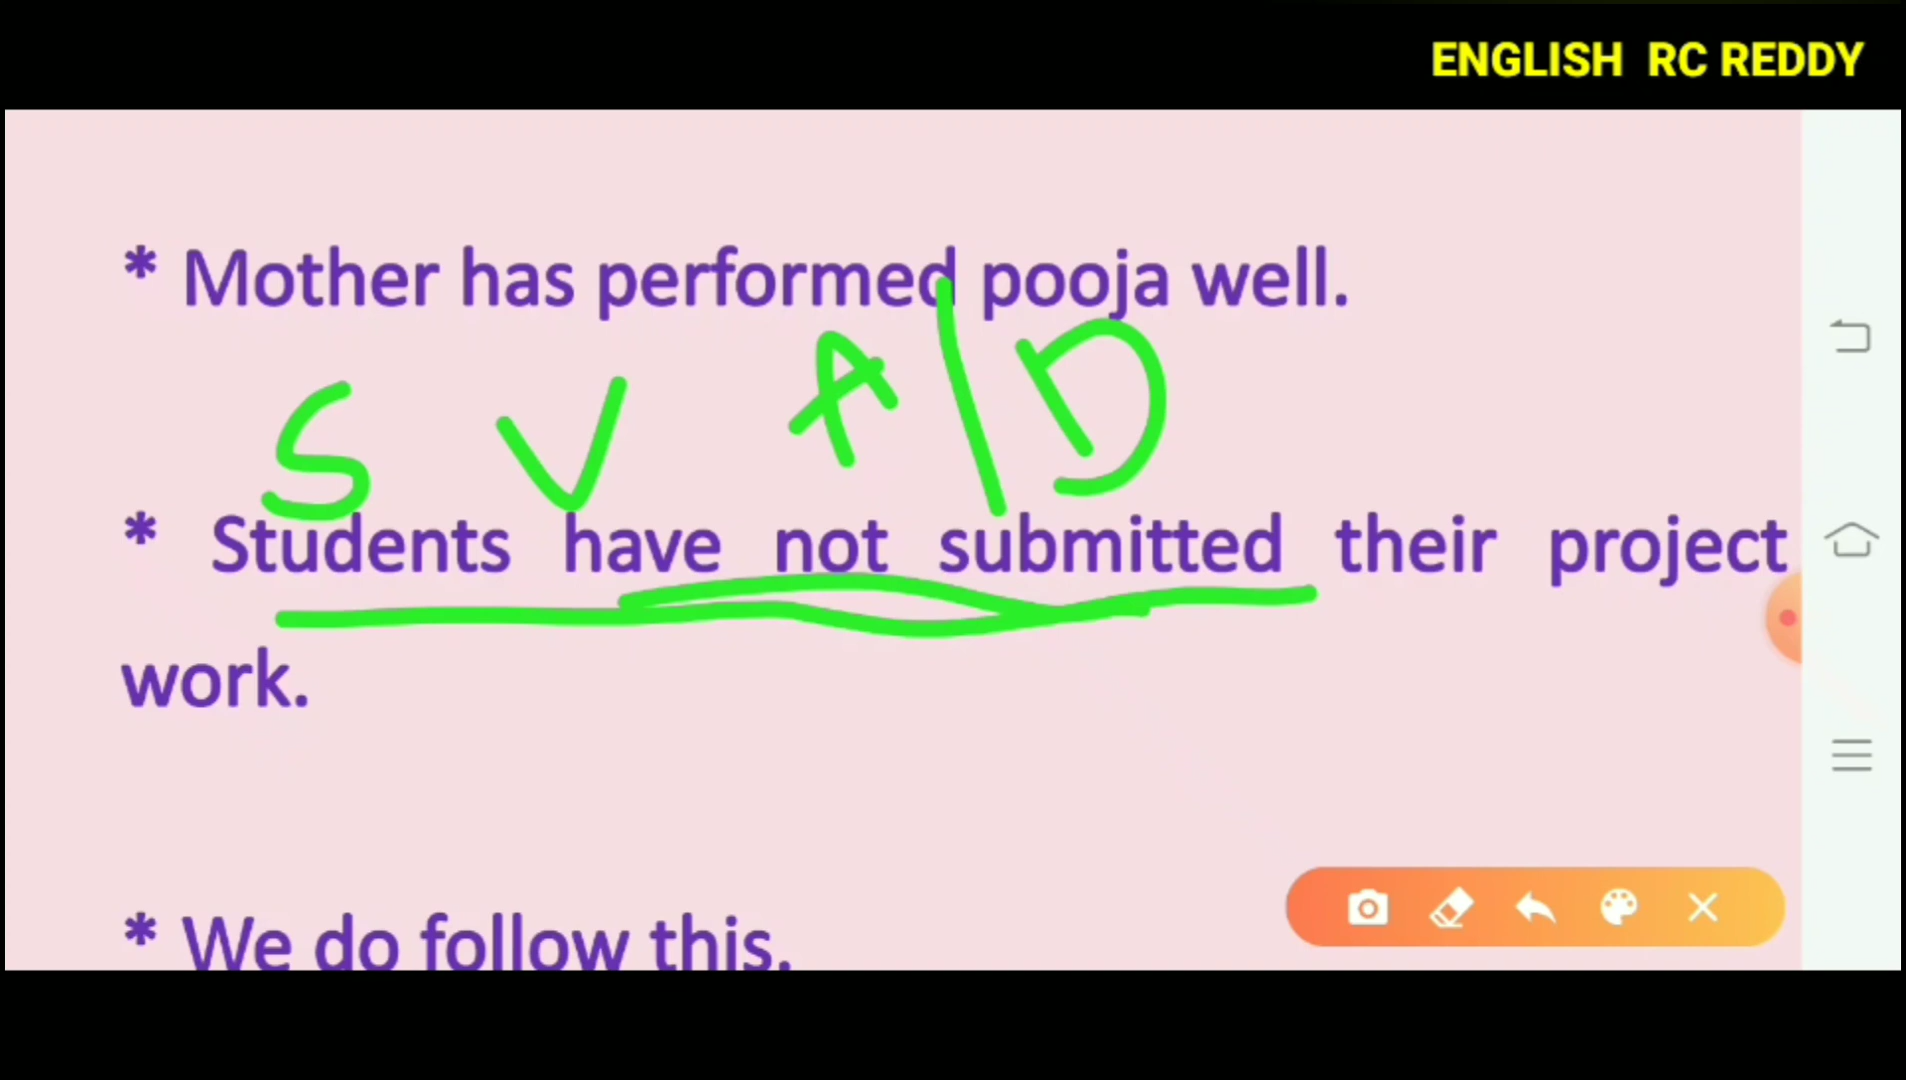 ENGLISH RC REDDY
* Mother has performed pooja well.
S V A/D
* Students have not submitted their project
work.
* We do follow this.